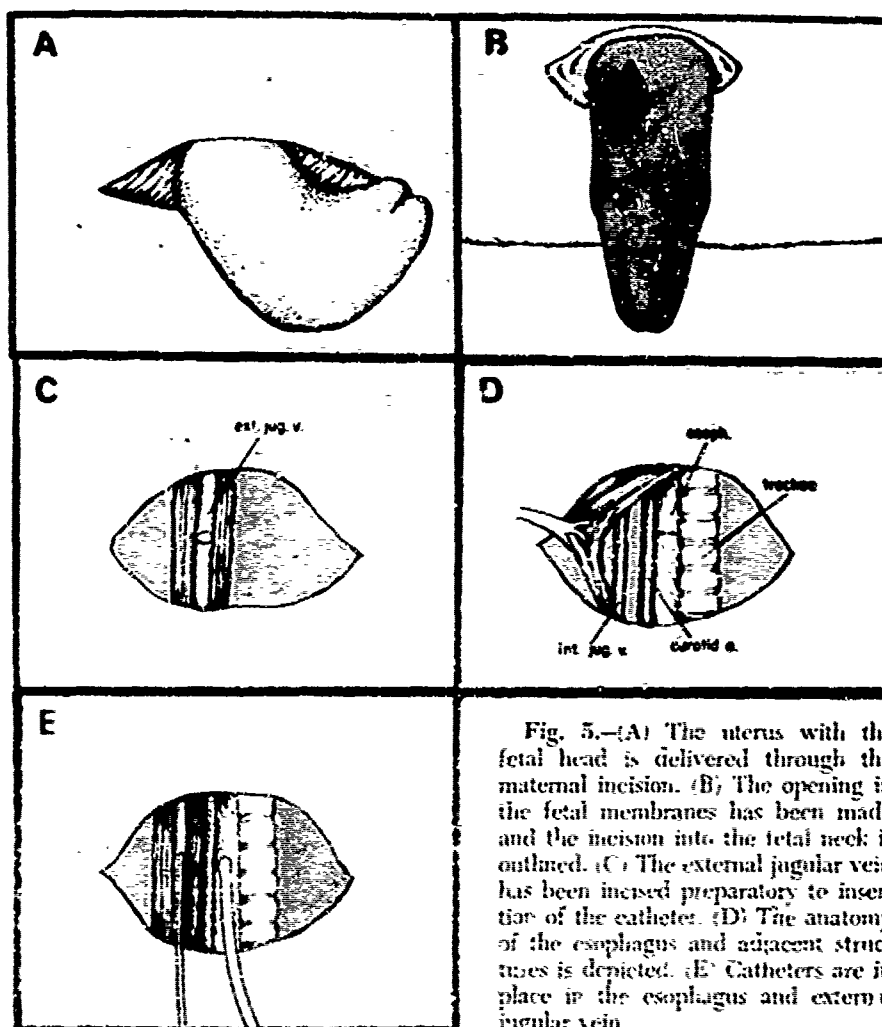 A
B
C
ext. jug. v.
D
esoph.
trachea
int. jug. v.
carotid a.
E
Fig. 5.—(A) The uterus with th
fetal head is delivered through th
maternal incision. (B) The opening i
the fetal membranes has been mad
and the incision into the fetal neck i
outlined. (C) The external jugular vei
has been incised preparatory to inser
tion of the catheter. (D) The anatomy
of the esophagus and adjacent struc
tures is depicted. (E) Catheters are i
place in the esophagus and extern
jugular vein